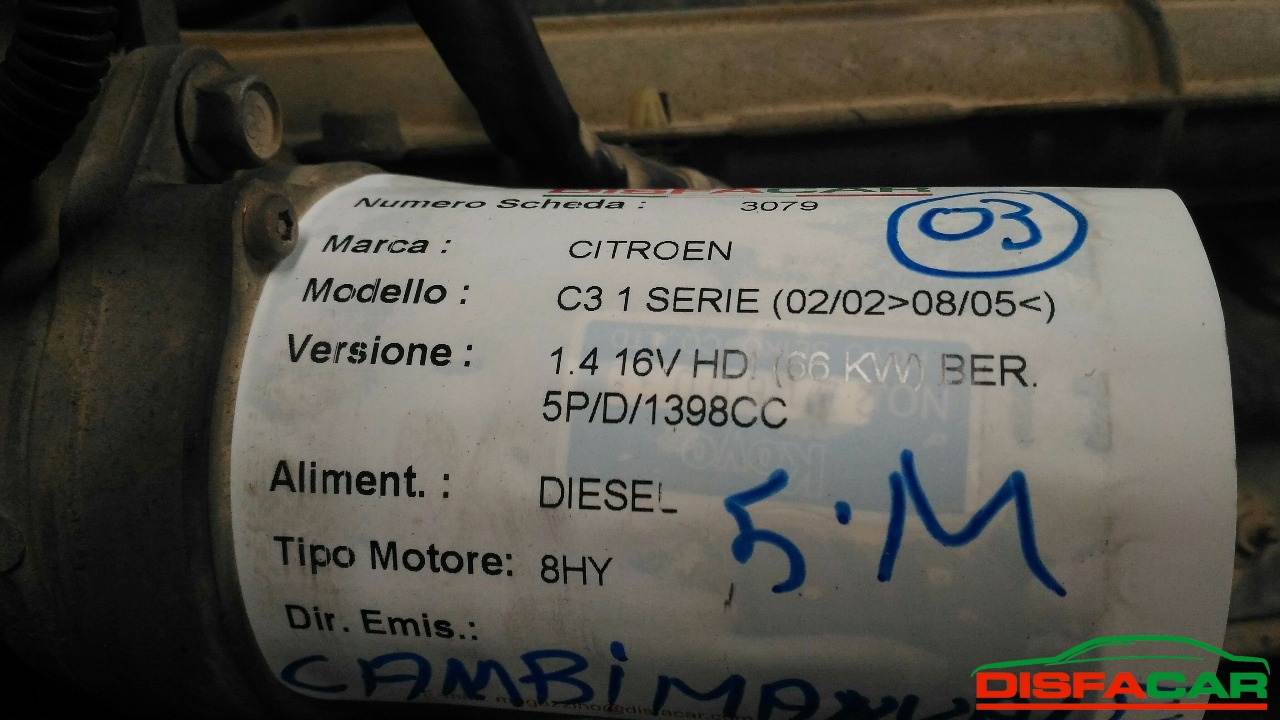 DISFACAR
Numero Scheda : 3079
03
Marca : CITROEN
Modello : C3 1 SERIE (02/02>08/05<)
Versione : 1.4 16V HDI (66 KW) BER.
5P/D/1398CC
Aliment. : DIESEL
5.M
Tipo Motore: 8HY
Dir. Emis.:
CAMBI
DISFACAR